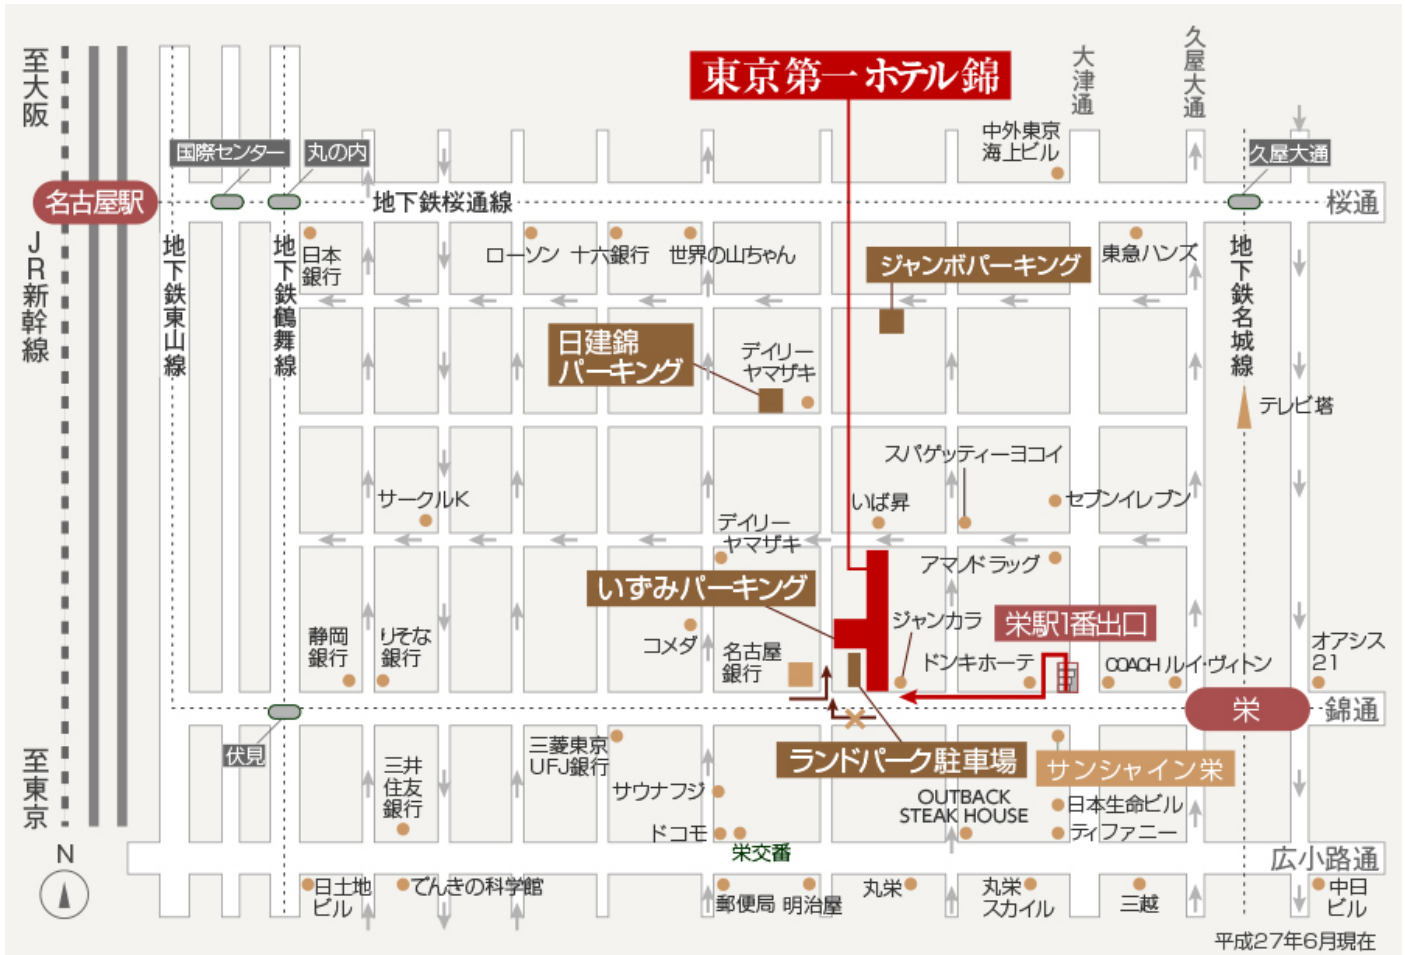 至大阪
東京第一ホテル錦
大津通
久屋大通
中外東京
海上ビル
国際センター
丸の内
久屋大通
名古屋駅
地下鉄桜通線
桜通
JR新幹線
地下鉄東山線
地下鉄鶴舞線
日本
銀行
ローソン
十六銀行
世界の山ちゃん
ジャンボパーキング
東急ハンズ
地下鉄名城線
日建錦
パーキング
デイリー
ヤマザキ
テレビ塔
スパゲッティーヨコイ
サークルK
いば昇
セブンイレブン
デイリー
ヤマザキ
アマノドラッグ
いずみパーキング
ジャンカラ
栄駅1番出口
静岡
銀行
りそな
銀行
コメダ
名古屋
銀行
ドンキホーテ
COACH
ルイ・ヴィトン
オアシス
21
栄
錦通
伏見
三菱東京
UFJ銀行
ランドパーク駐車場
サンシャイン栄
至東京
三井
住友
銀行
サウナフジ
OUTBACK
STEAK HOUSE
日本生命ビル
ドコモ
ティファニー
栄交番
広小路通
N
日土地
ビル
でんきの科学館
郵便局
明治屋
丸栄
丸栄
スカイル
三越
中日
ビル
平成27年6月現在